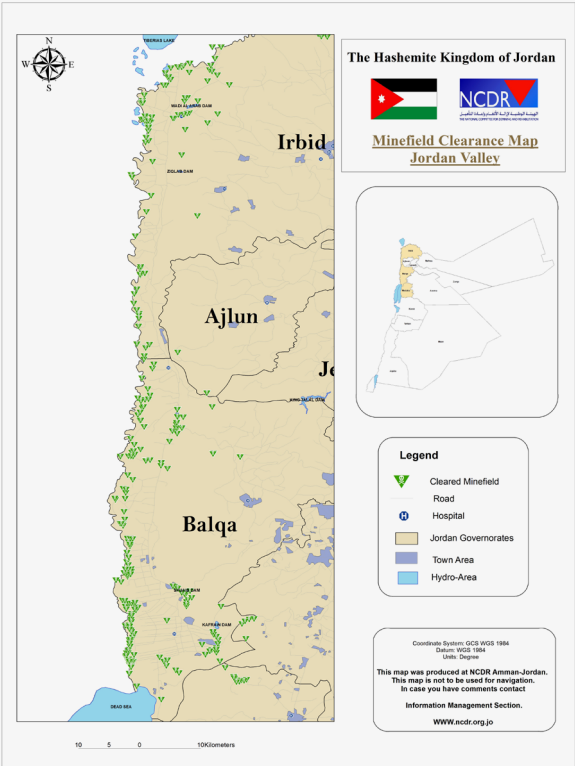 N
W
E
S
TIBERIAS LAKE
WADI AL-ARAB DAM
Irbid
ZIGLAB DAM
Ajlun
Je
KING TALAL DAM
Balqa
KAFRAIN DAM
DEAD SEA
10 5 0 10Kilometers
The Hashemite Kingdom of Jordan
NCDR
Minefield Clearance Map
Jordan Valley
Legend
Cleared Minefield
Road
H
Hospital
Jordan Governorates
Town Area
Hydro-Area
Coordinate System: GCS WGS 1984
Datum: WGS 1984
Units: Degree
This map was produced at NCDR Amman-Jordan.
This map is not to be used for navigation.
In case you have comments contact
Information Management Section.
WWW.ncdr.org.jo